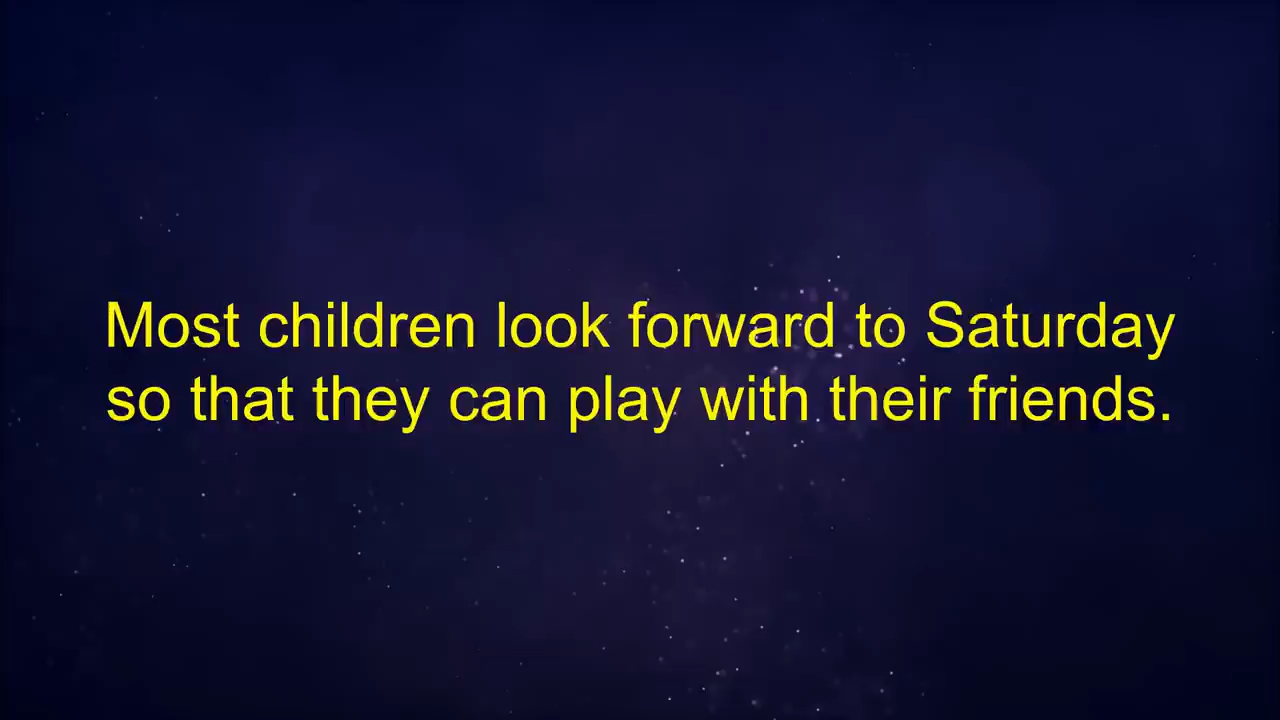 Most children look forward to Saturday
so that they can play with their friends.